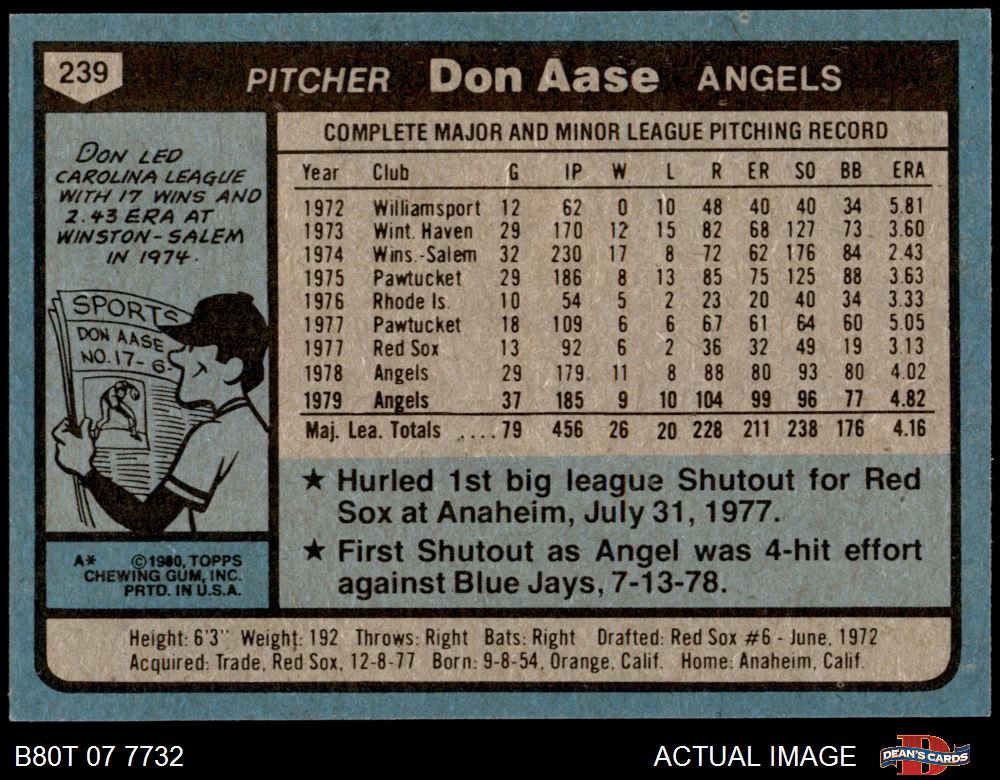 239 PITCHER Don Aase ANGELS
DON LED
CAROLINA LEAGUE
WITH 17 WINS AND
2.43 ERA AT
WINSTON-SALEM
IN 1974.
SPORTS
DON AASE
NO. 17-6
A* ©1980, TOPPS
CHEWING GUM, INC.
PRTD. IN U.S.A.
COMPLETE MAJOR AND MINOR LEAGUE PITCHING RECORD
Year Club G IP W L R ER SO BB ERA
1972 Williamsport 12 62 0 10 48 40 40 34 5.81
1973 Wint. Haven 29 170 12 15 82 68 127 73 3.60
1974 Wins.-Salem 32 230 17 8 72 62 176 84 2.43
1975 Pawtucket 29 186 8 13 85 75 125 88 3.63
1976 Rhode Is. 10 54 5 2 23 20 40 34 3.33
1977 Pawtucket 18 109 6 6 67 61 64 60 5.05
1977 Red Sox 13 92 6 2 36 32 49 19 3.13
1978 Angels 29 179 11 8 88 80 93 80 4.02
1979 Angels 37 185 9 10 104 99 96 77 4.82
Maj. Lea. Totals ....79 456 26 20 228 211 238 176 4.16
★ Hurled 1st big league Shutout for Red
Sox at Anaheim, July 31, 1977.
★ First Shutout as Angel was 4-hit effort
against Blue Jays, 7-13-78.
Height: 6'3" Weight: 192 Throws: Right Bats: Right Drafted: Red Sox #6 - June, 1972
Acquired: Trade, Red Sox, 12-8-77 Born: 9-8-54, Orange, Calif. Home: Anaheim, Calif.
B80T 07 7732 ACTUAL IMAGE DEAN'S CARDS